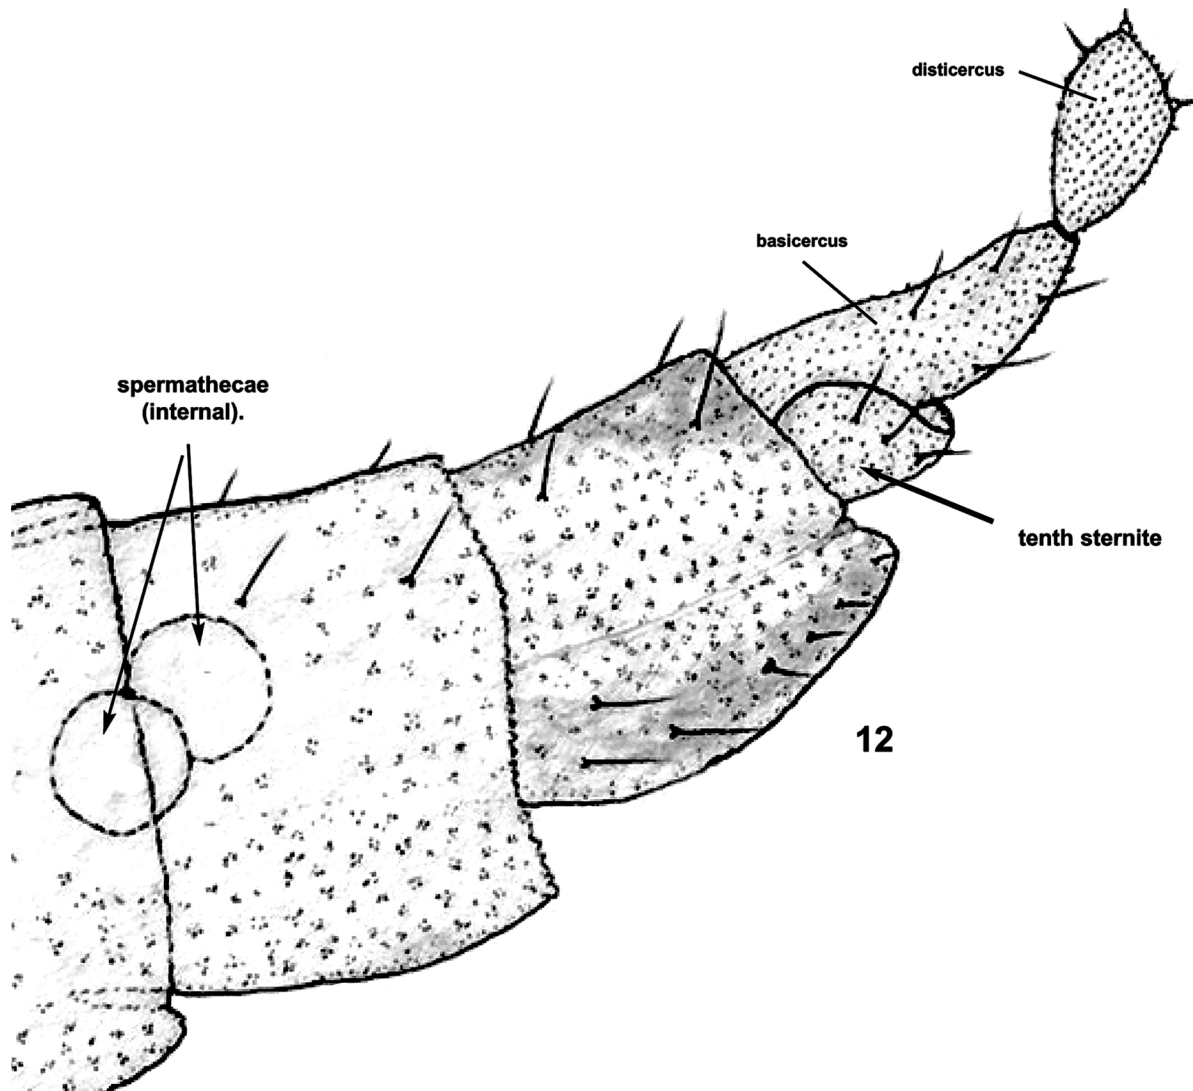 disticercus
basicercus
spermathecae
(internal).
tenth sternite
12